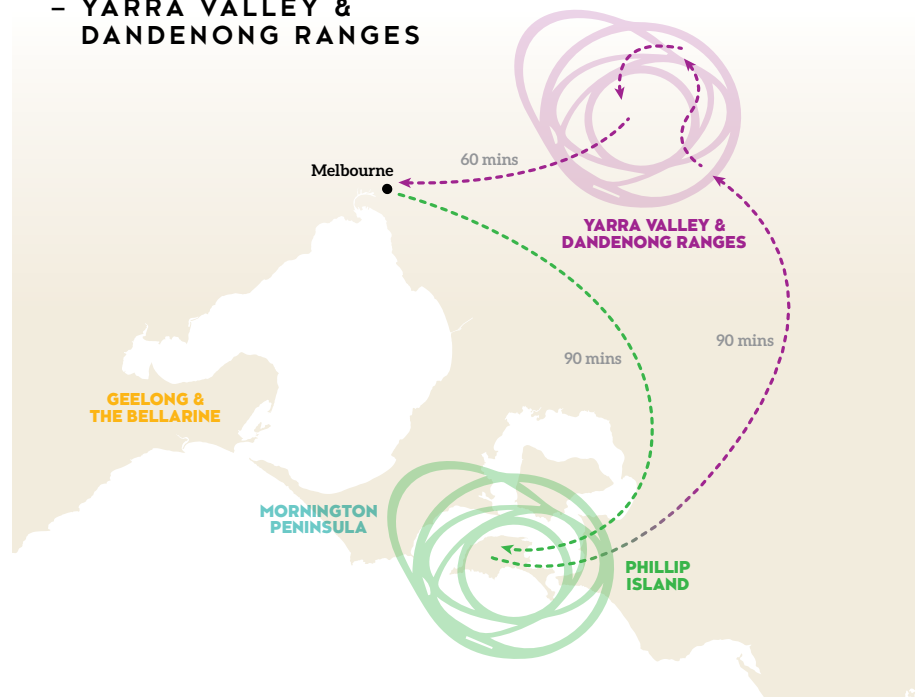 – YARRA VALLEY &
DANDENONG RANGES
60 mins
Melbourne
YARRA VALLEY &
DANDENONG RANGES
90 mins
90 mins
GEELONG &
THE BELLARINE
MORNINGTON
PENINSULA
PHILLIP
ISLAND